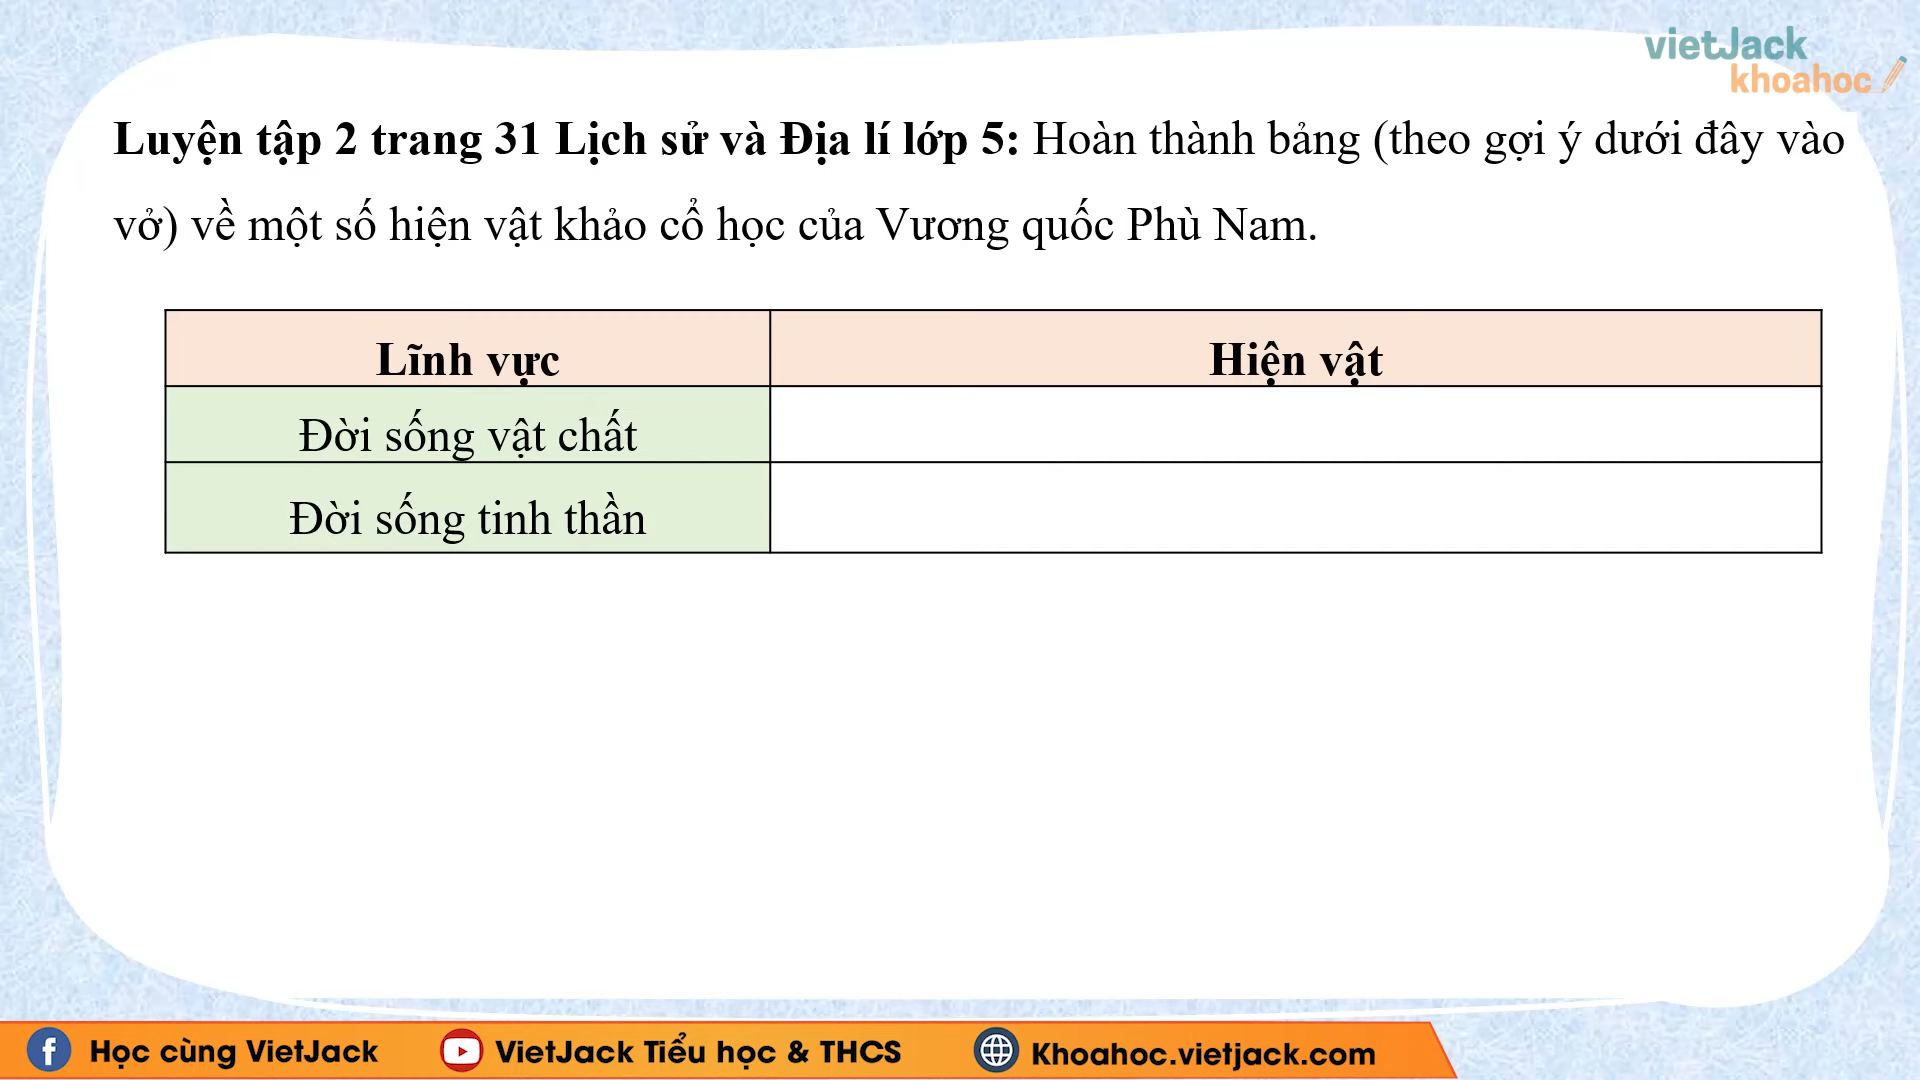 vietJack
khoahoc
Luyện tập 2 trang 31 Lịch sử và Địa lí lớp 5: Hoàn thành bảng (theo gợi ý dưới đây vào
vở) về một số hiện vật khảo cổ học của Vương quốc Phù Nam.
Lĩnh vực
Hiện vật
Đời sống vật chất
Đời sống tinh thần
Học cùng VietJack
VietJack Tiểu học & THCS
Khoahoc.vietjack.com